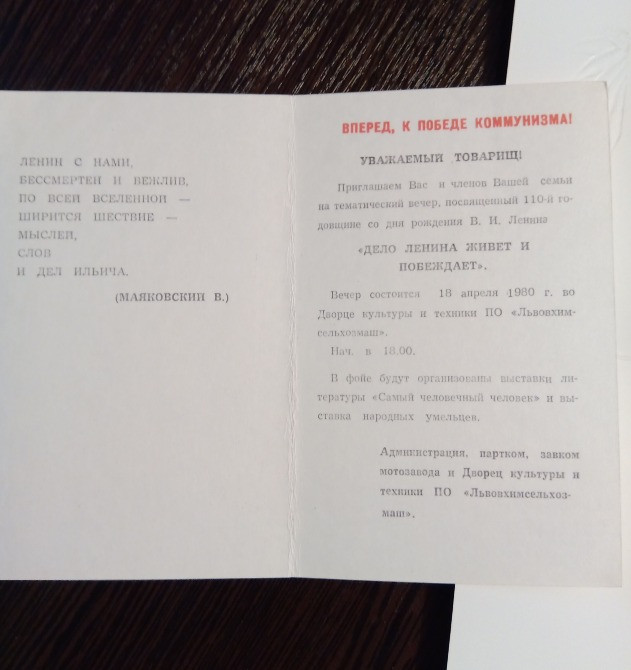 ЛЕНИН С НАМИ,
БЕССМЕРТЕН И ВЕЖЛИВ,
ПО ВСЕЙ ВСЕЛЕННОЙ —
ШИРИТСЯ ШЕСТВИЕ —
МЫСЛЕЙ,
СЛОВ
И ДЕЛ ИЛЬИЧА.
(МАЯКОВСКИЙ В.)
ВПЕРЕД, К ПОБЕДЕ КОММУНИЗМА!
УВАЖАЕМЫЙ ТОВАРИЩ!
Приглашаем Вас и членов Вашей семьи
на тематический вечер, посвященный 110-й го-
довщине со дня рождения В. И. Ленина
«ДЕЛО ЛЕНИНА ЖИВЕТ И
ПОБЕЖДАЕТ».
Вечер состоится 18 апреля 1980 г. во
Дворце культуры и техники ПО «Львовхим-
сельхозмаш».
Нач. в 18.00.
В фойе будут организованы выставки ли-
тературы «Самый человечный человек» и вы-
ставка народных умельцев.
Администрация, партком, завком
мотозавода и Дворец культуры и
техники ПО «Львовхимсельхоз-
маш».